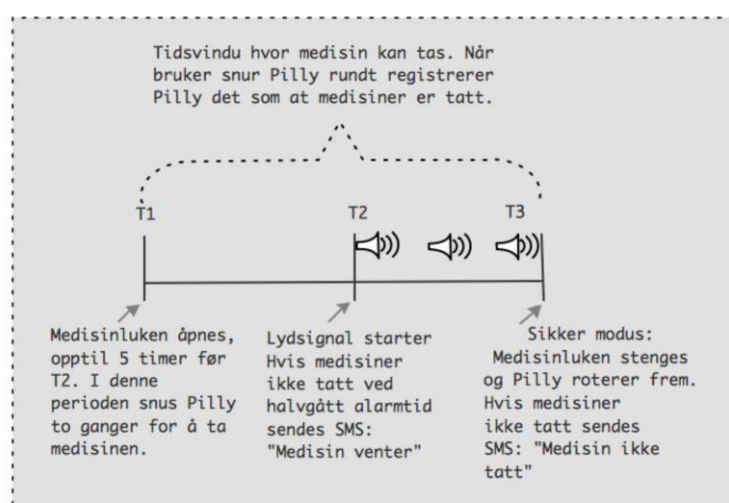 Tidsvindu hvor medisin kan tas. Når
bruker snur Pilly rundt registrerer
Pilly det som at medisiner er tatt.
T1
T2
T3
Medisinluken åpnes,
opptil 5 timer før
T2. I denne
perioden snus Pilly
to ganger for å ta
medisinen.
Lydsignal starter
Hvis medisiner
ikke tatt ved
halvgått alarmtid
sendes SMS:
"Medisin venter"
Sikker modus:
Medisinluken stenges
og Pilly roterer frem.
Hvis medisiner
ikke tatt sendes
SMS: "Medisin ikke
tatt"